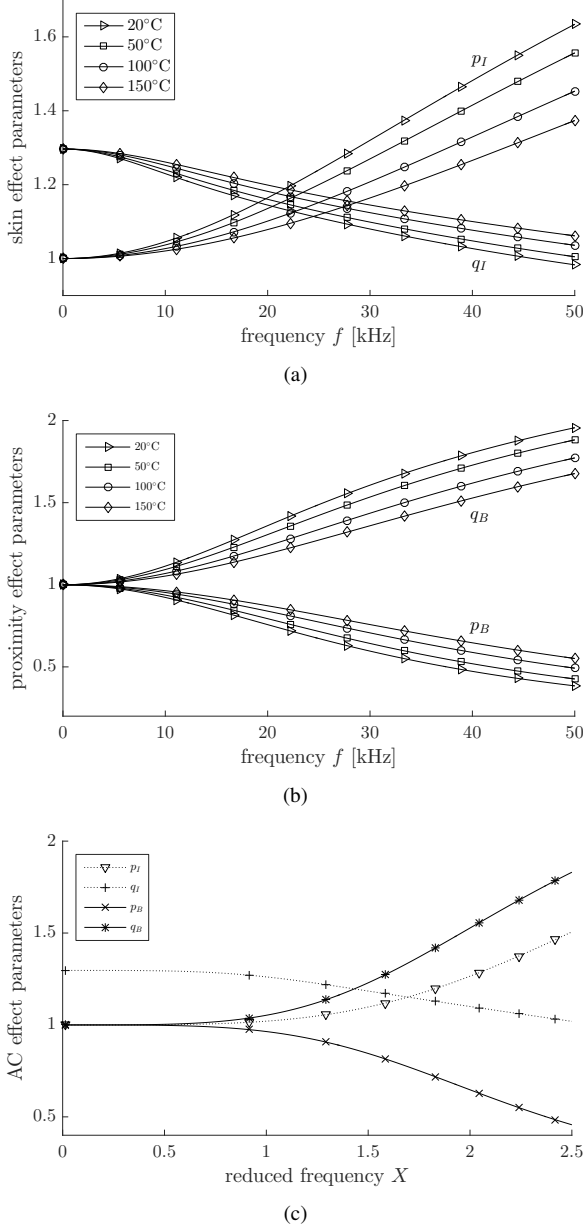 1.6
1.4
1.2
1
skin effect parameters
20°C
50°C
100°C
150°C
p_I
q_I
0
10
20
30
40
50
frequency f [kHz]
(a)
2
1.5
1
0.5
proximity effect parameters
20°C
50°C
100°C
150°C
q_B
p_B
0
10
20
30
40
50
frequency f [kHz]
(b)
2
1.5
1
0.5
AC effect parameters
p_I
q_I
p_B
q_B
0
0.5
1
1.5
2
2.5
reduced frequency X
(c)